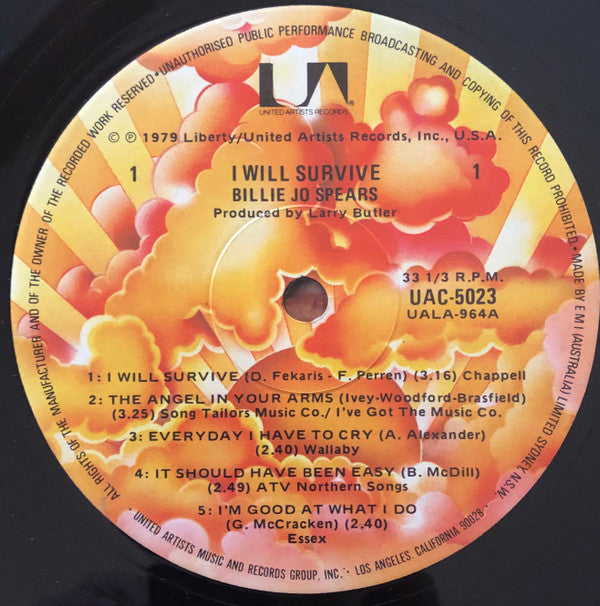 ALL RIGHTS OF THE MANUFACTURER AND OF THE OWNER OF THE RECORDED WORK RESERVED • UNAUTHORISED PUBLIC PERFORMANCE BROADCASTING AND COPYING OF THIS RECORD PROHIBITED. • MADE BY E M I (AUSTRALIA) LIMITED SYDNEY, N.S.W. •
UA®
UNITED ARTISTS RECORDS
© ℗ 1979 Liberty/United Artists Records, Inc., U.S.A.
1 I WILL SURVIVE 1
BILLIE JO SPEARS
Produced by Larry Butler
33 1/3 R.P.M.
UAC-5023
UALA-964A
1: I WILL SURVIVE (D. Fekaris - F. Perren) (3.16) Chappell
2: THE ANGEL IN YOUR ARMS (Ivey-Woodford-Brasfield)
(3.25) Song Tailors Music Co./ I've Got The Music Co.
3: EVERYDAY I HAVE TO CRY (A. Alexander)
(2.40) Wallaby
4: IT SHOULD HAVE BEEN EASY (B. McDill)
(2.49) ATV Northern Songs
5: I'M GOOD AT WHAT I DO
(G. McCracken) (2.40)
Essex
• UNITED ARTISTS MUSIC AND RECORDS GROUP, INC. • LOS ANGELES, CALIFORNIA 90028 •